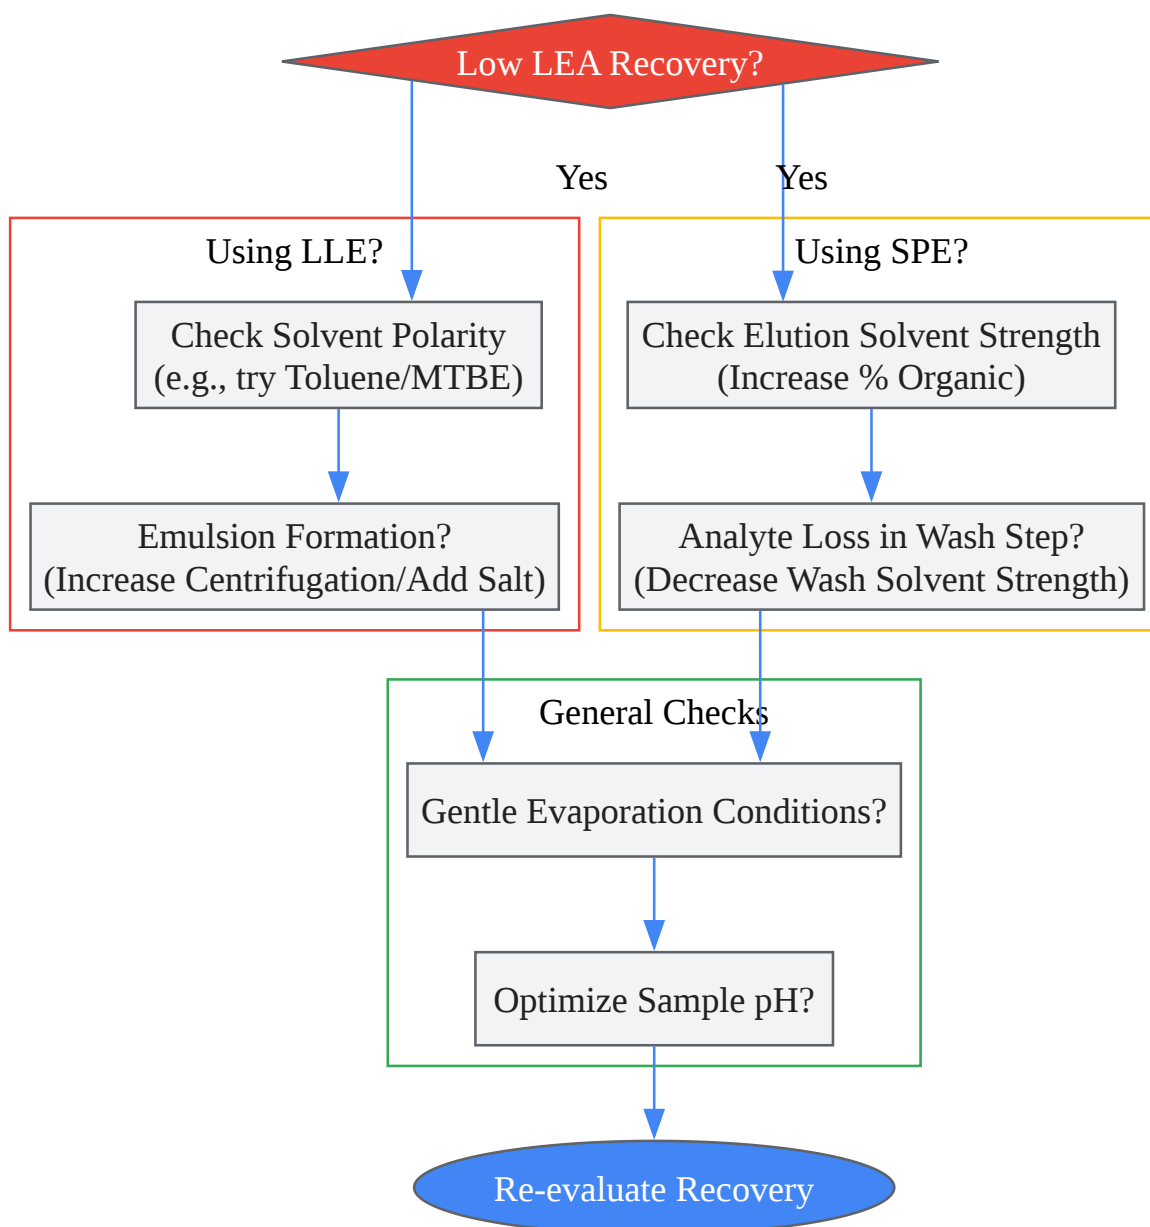 Low LEA Recovery?
Yes
Yes
Using LLE?
Check Solvent Polarity
(e.g., try Toluene/MTBE)
Emulsion Formation?
(Increase Centrifugation/Add Salt)
Using SPE?
Check Elution Solvent Strength
(Increase % Organic)
Analyte Loss in Wash Step?
(Decrease Wash Solvent Strength)
General Checks
Gentle Evaporation Conditions?
Optimize Sample pH?
Re-evaluate Recovery